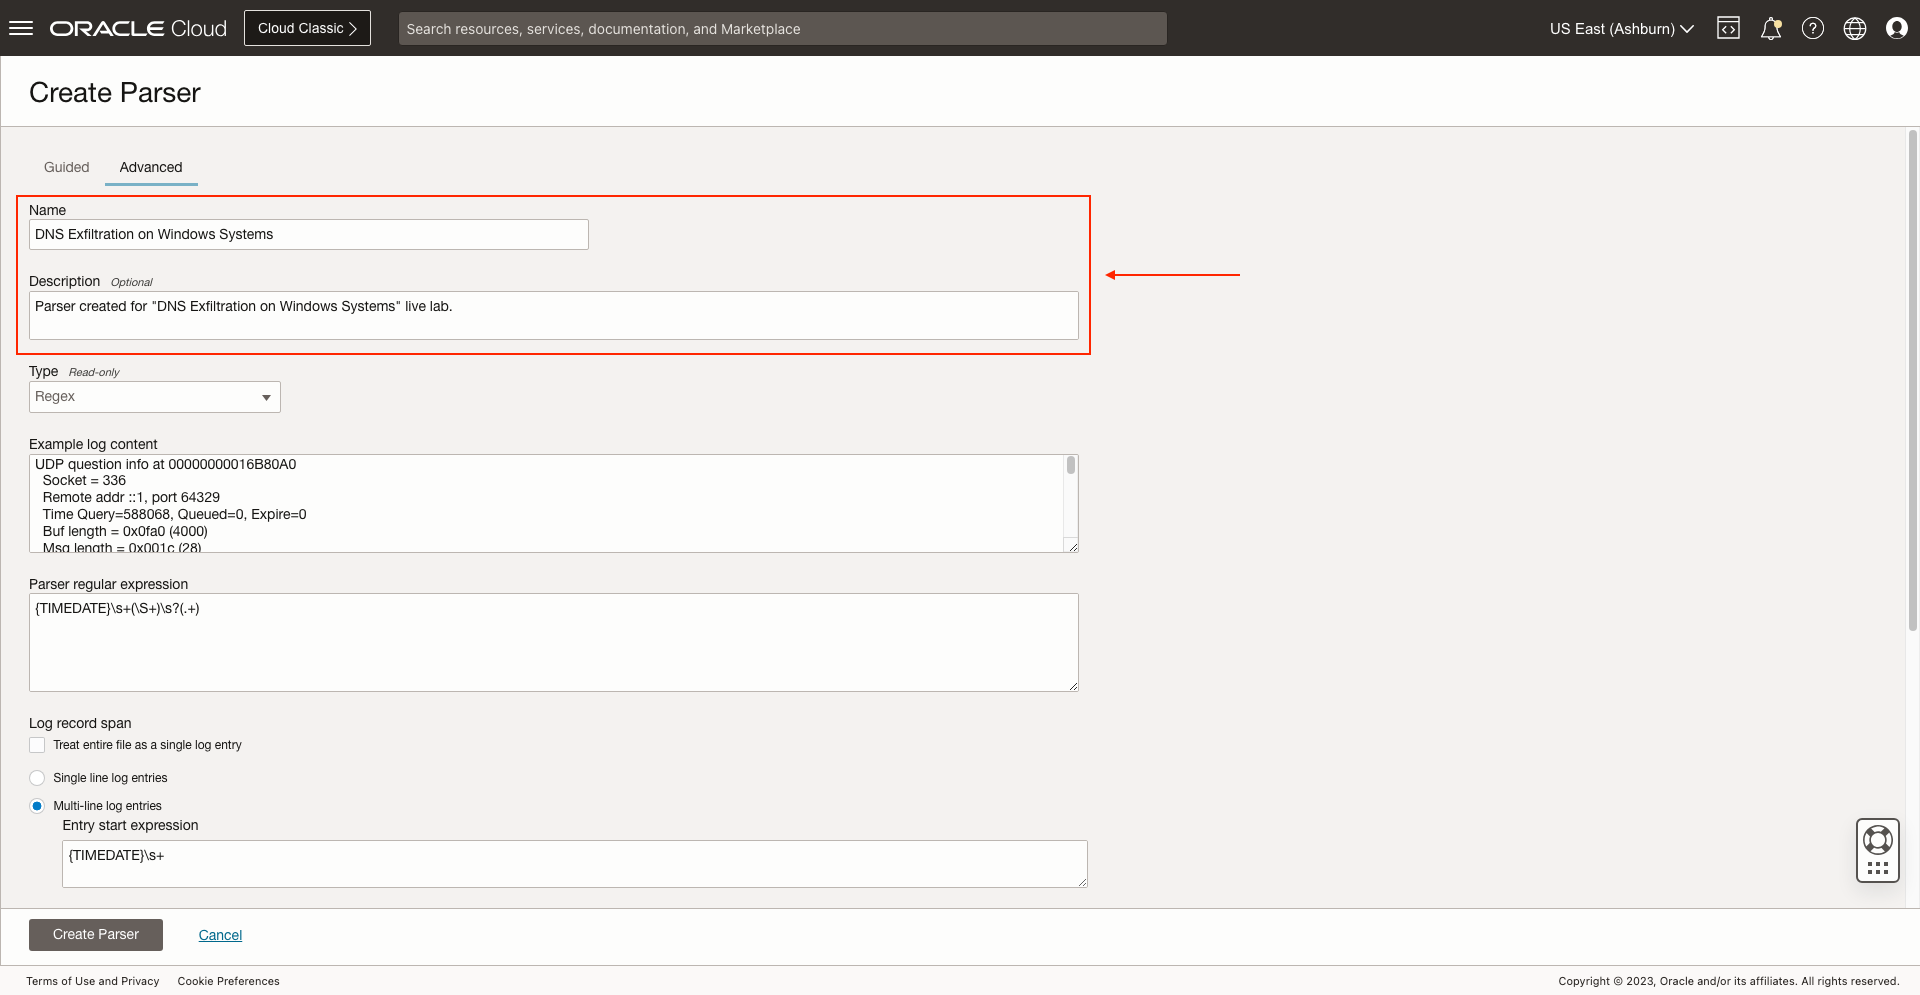 ORACLE Cloud
Cloud Classic
Search resources, services, documentation, and Marketplace
US East (Ashburn)
Create Parser
Guided
Advanced
Name
DNS Exfiltration on Windows Systems
Description Optional
Parser created for "DNS Exfiltration on Windows Systems" live lab.
Type Read-only
Regex
Example log content
UDP question info at 00000000016B80A0
Socket = 336
Remote addr ::1, port 64329
Time Query=588068, Queued=0, Expire=0
Buf length = 0x0fa0 (4000)
Msg length = 0x001c (28)
Parser regular expression
{TIMEDATE}\s+(\S+)\s?(.+)
Log record span
Treat entire file as a single log entry
Single line log entries
Multi-line log entries
Entry start expression
{TIMEDATE}\s+
Create Parser
Cancel
Terms of Use and Privacy
Cookie Preferences
Copyright © 2023, Oracle and/or its affiliates. All rights reserved.